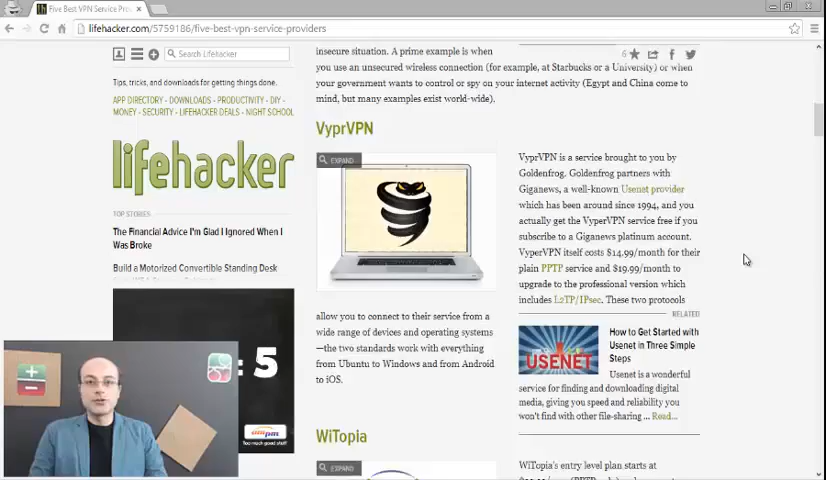 Five Best VPN Service Pro
lifehacker.com/5759186/five-best-vpn-service-providers
Search Lifehacker
6
Tips, tricks, and downloads for getting things done.
APP DIRECTORY - DOWNLOADS - PRODUCTIVITY - DIY -
MONEY - SECURITY - LIFEHACKER DEALS - NIGHT SCHOOL
lifehacker
TOP STORIES
The Financial Advice I'm Glad I Ignored When I
Was Broke
Build a Motorized Convertible Standing Desk
: 5
ampm
Too much good stuff
insecure situation. A prime example is when
you use an unsecured wireless connection (for example, at Starbucks or a University) or when
your government wants to control or spy on your internet activity (Egypt and China come to
mind, but many examples exist world-wide).
VyprVPN
EXPAND
VyprVPN is a service brought to you by
Goldenfrog. Goldenfrog partners with
Giganews, a well-known Usenet provider
which has been around since 1994, and you
actually get the VyperVPN service free if you
subscribe to a Giganews platinum account.
VyperVPN itself costs $14.99/month for their
plain PPTP service and $19.99/month to
upgrade to the professional version which
includes L2TP/IPsec. These two protocols
allow you to connect to their service from a
wide range of devices and operating systems
—the two standards work with everything
from Ubuntu to Windows and from Android
to iOS.
RELATED
USENET
How to Get Started with
Usenet in Three Simple
Steps
Usenet is a wonderful
service for finding and downloading digital
media, giving you speed and reliability you
won't find with other file-sharing ... Read...
WiTopia
EXPAND
WiTopia's entry level plan starts at